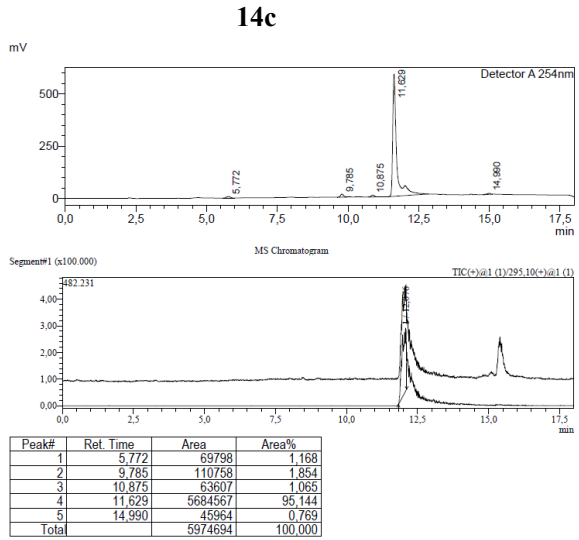 14c
mV
Detector A 254nm
500
250
0
5,772
9,785
10,875
11,629
14,990
0,0 2,5 5,0 7,5 10,0 12,5 15,0 17,5
min
MS Chromatogram
Segment#1 (x100.000)
TIC(+)@1 (1)/295,10(+)@1 (1)
482.231
4,00
3,00
2,00
1,00
0,00
0,0 2,5 5,0 7,5 10,0 12,5 15,0 17,5
min
Peak# Ret. Time Area Area%
1 5,772 69798 1,168
2 9,785 110758 1,854
3 10,875 63607 1,065
4 11,629 5684567 95,144
5 14,990 45964 0,769
Total 5974694 100,000